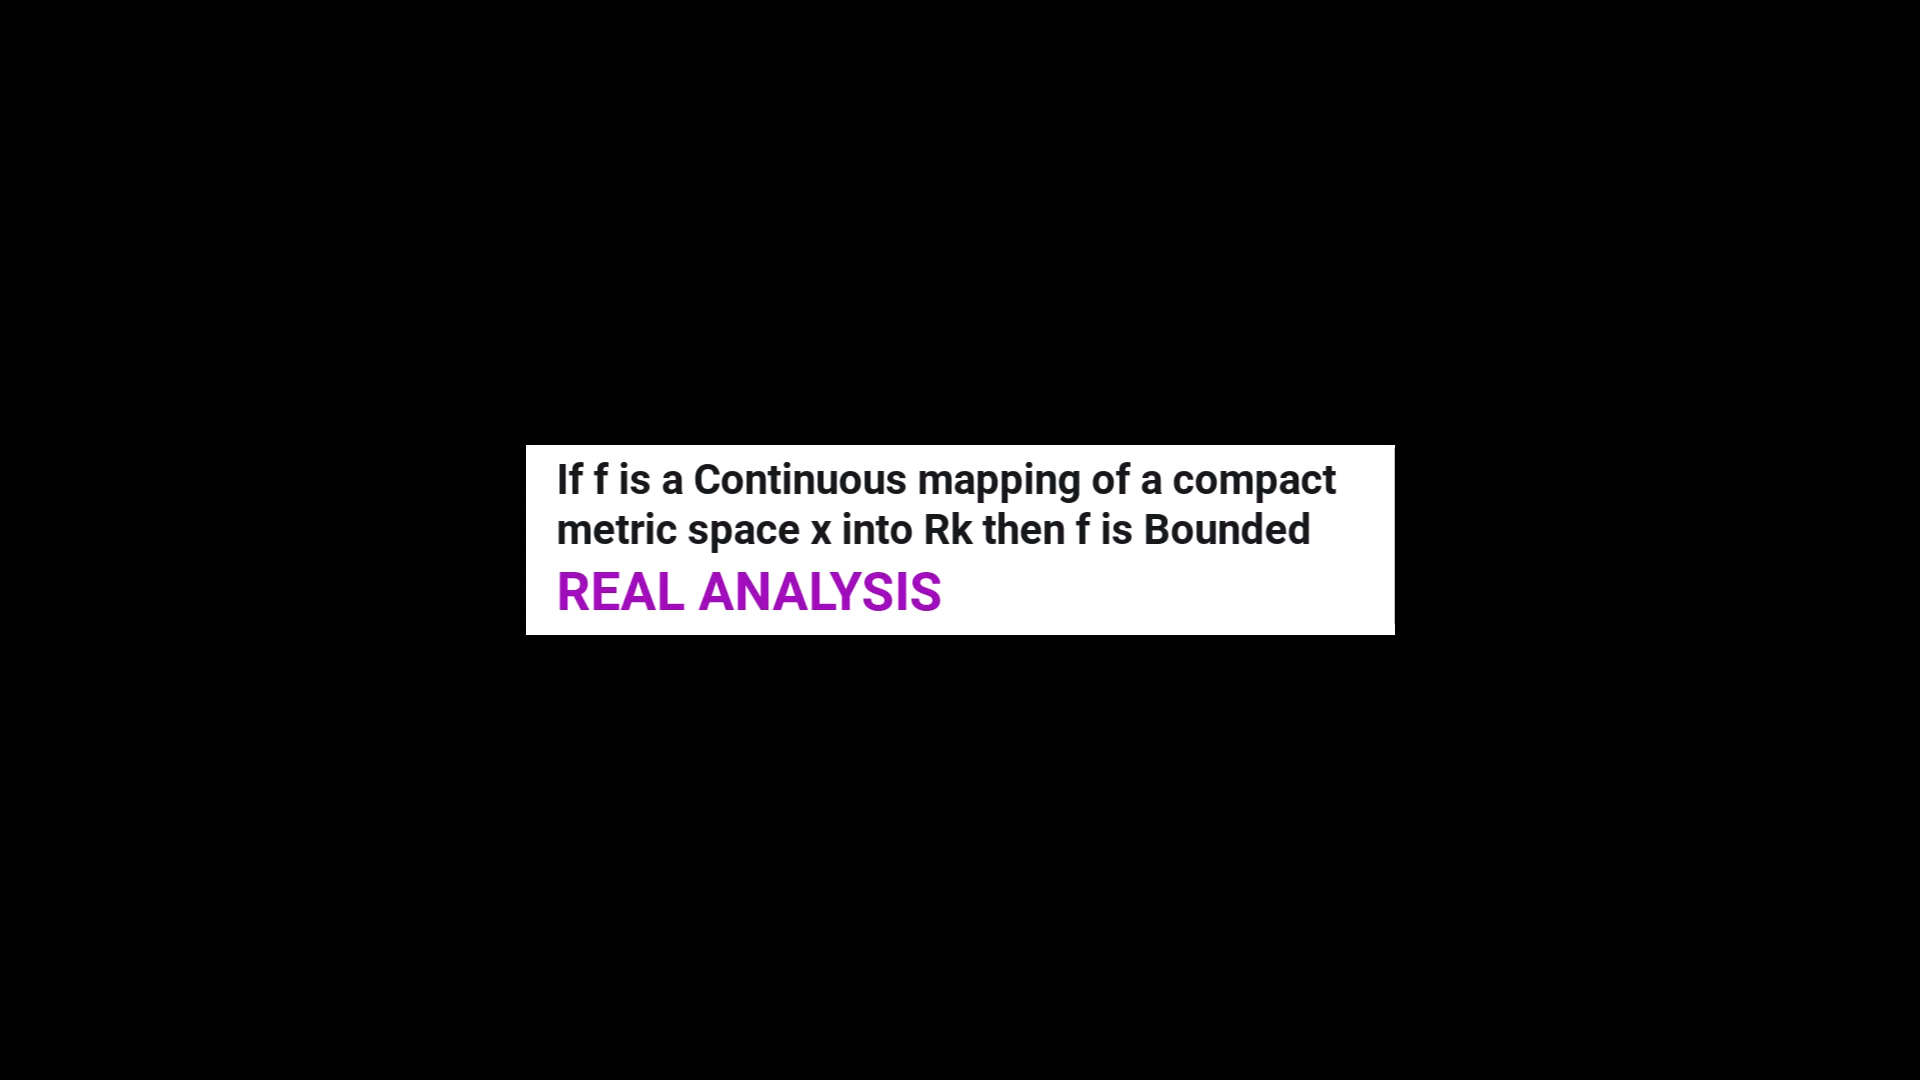 If f is a Continuous mapping of a compact
metric space x into Rk then f is Bounded
REAL ANALYSIS